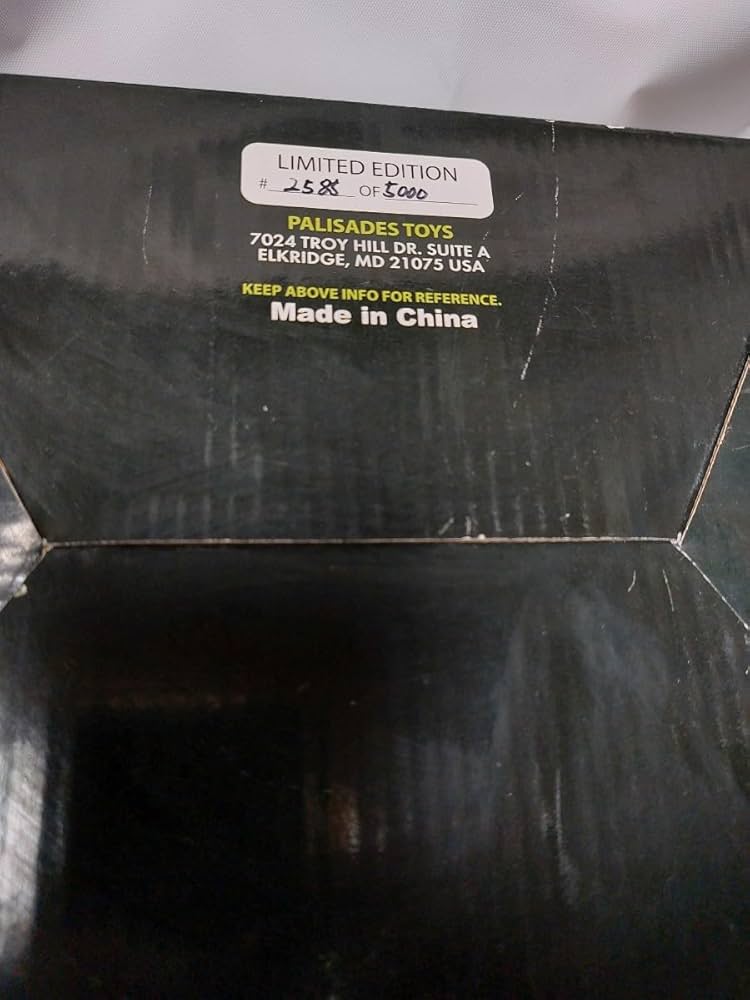 LIMITED EDITION
# 2588 OF 5000
PALISADES TOYS
7024 TROY HILL DR. SUITE A
ELKRIDGE, MD 21075 USA
KEEP ABOVE INFO FOR REFERENCE.
Made in China